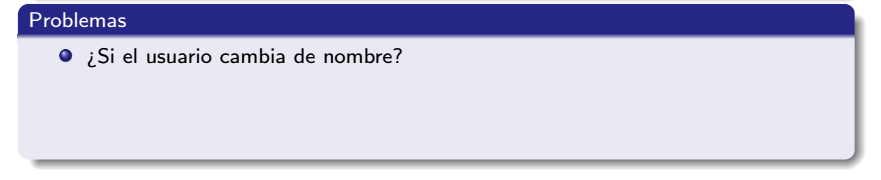 Problemas
¿Si el usuario cambia de nombre?